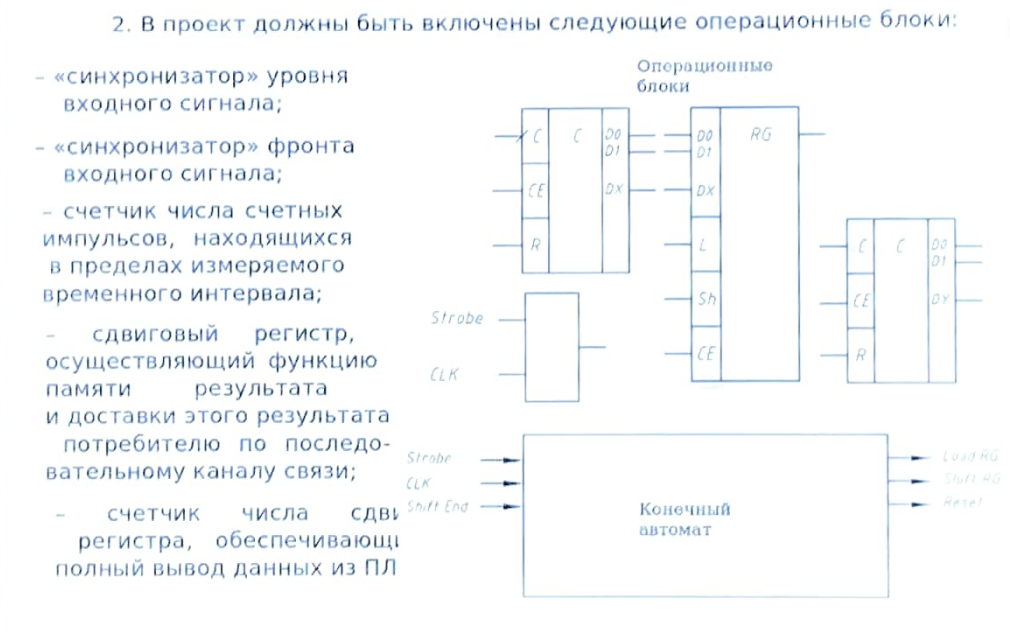 2. В проект должны быть включены следующие операционные блоки:
– «синхронизатор» уровня
входного сигнала;
– «синхронизатор» фронта
входного сигнала;
– счетчик числа счетных
импульсов, находящихся
в пределах измеряемого
временного интервала;
– сдвиговый регистр,
осуществляющий функцию
памяти результата
и доставки этого результата
потребителю по последо-
вательному каналу связи;
– счетчик числа сдви
регистра, обеспечивающи
полный вывод данных из ПЛ
Операционные
блоки
C C D0
D1
CE DX
R
D0 RG
D1
DX
L
Sh
CE
C C D0
D1
CE DY
R
Strobe
CLK
Strobe
CLK
Shift End
Конечный
автомат
Load RG
Shift RG
Reset